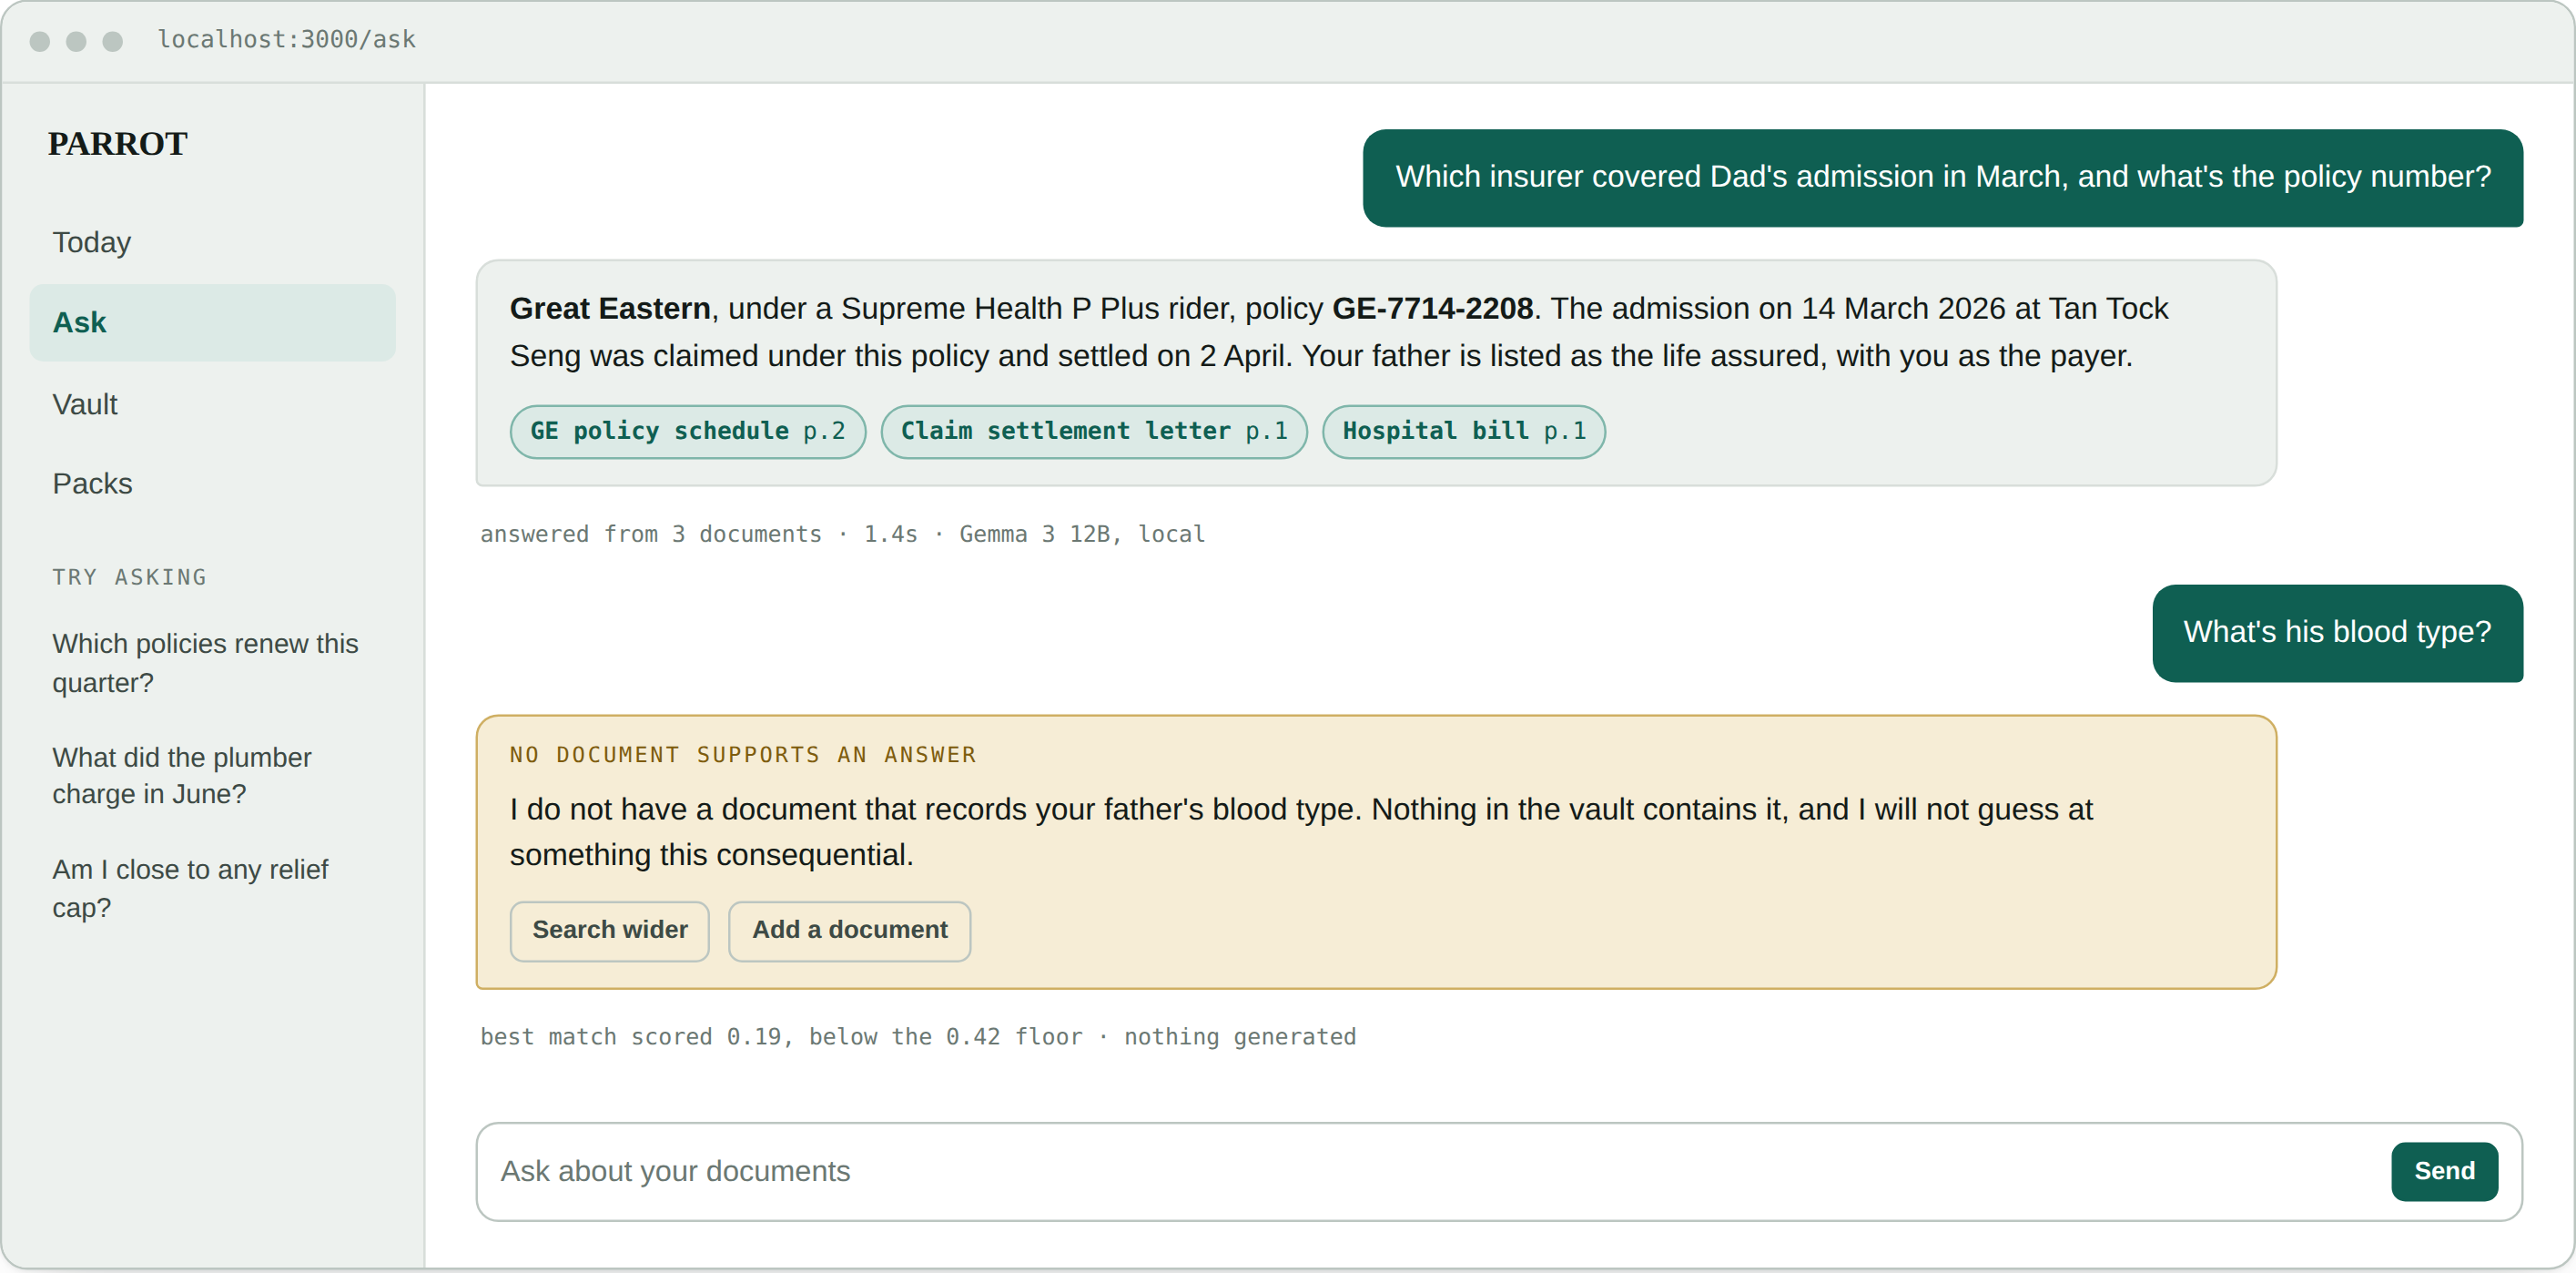 localhost:3000/ask
PARROT
Today
Ask
Vault
Packs
TRY ASKING
Which policies renew this
quarter?
What did the plumber
charge in June?
Am I close to any relief
cap?
Which insurer covered Dad's admission in March, and what's the policy number?
Great Eastern, under a Supreme Health P Plus rider, policy GE-7714-2208. The admission on 14 March 2026 at Tan Tock
Seng was claimed under this policy and settled on 2 April. Your father is listed as the life assured, with you as the payer.
GE policy schedule p.2 Claim settlement letter p.1 Hospital bill p.1
answered from 3 documents · 1.4s · Gemma 3 12B, local
What's his blood type?
NO DOCUMENT SUPPORTS AN ANSWER
I do not have a document that records your father's blood type. Nothing in the vault contains it, and I will not guess at
something this consequential.
Search wider Add a document
best match scored 0.19, below the 0.42 floor · nothing generated
Ask about your documents Send